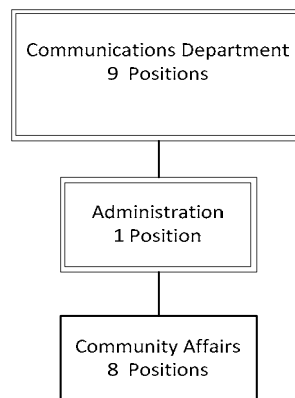 Communications Department
9 Positions
Administration
1 Position
Community Affairs
8 Positions